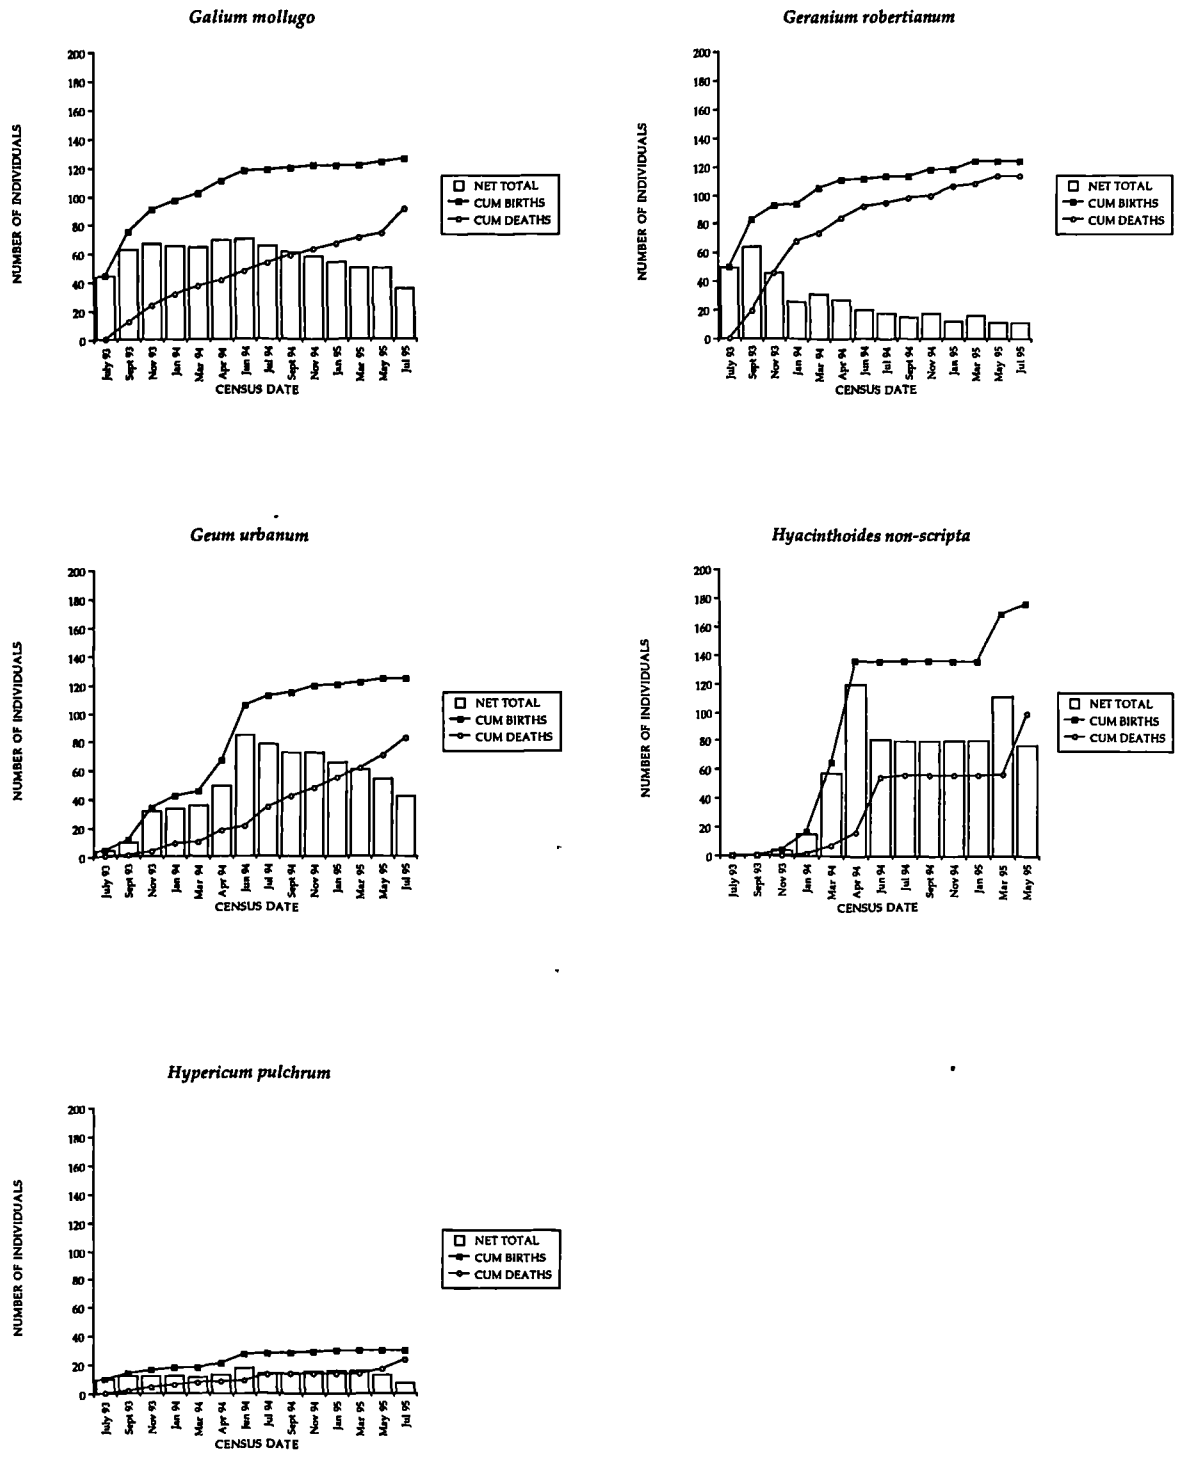 Galium mollugo
200
180
160
140
120
100
80
60
40
20
0
NUMBER OF INDIVIDUALS
July 93
Sept 93
Nov 93
Jan 94
Mar 94
Apr 94
Jun 94
Jul 94
Sept 94
Nov 94
Jan 95
Mar 95
May 95
Jul 95
CENSUS DATE
NET TOTAL
CUM BIRTHS
CUM DEATHS
Geranium robertianum
200
180
160
140
120
100
80
60
40
20
0
NUMBER OF INDIVIDUALS
July 93
Sept 93
Nov 93
Jan 94
Mar 94
Apr 94
Jun 94
Jul 94
Sept 94
Nov 94
Jan 95
Mar 95
May 95
Jul 95
CENSUS DATE
NET TOTAL
CUM BIRTHS
CUM DEATHS
Geum urbanum
200
180
160
140
120
100
80
60
40
20
0
NUMBER OF INDIVIDUALS
July 93
Sept 93
Nov 93
Jan 94
Mar 94
Apr 94
Jun 94
Jul 94
Sept 94
Nov 94
Jan 95
Mar 95
May 95
Jul 95
CENSUS DATE
NET TOTAL
CUM BIRTHS
CUM DEATHS
Hyacinthoides non-scripta
200
180
160
140
120
100
80
60
40
20
0
NUMBER OF INDIVIDUALS
July 93
Sept 93
Nov 93
Jan 94
Mar 94
Apr 94
Jun 94
Jul 94
Sept 94
Nov 94
Jan 95
Mar 95
May 95
CENSUS DATE
NET TOTAL
CUM BIRTHS
CUM DEATHS
Hypericum pulchrum
200
180
160
140
120
100
80
60
40
20
0
NUMBER OF INDIVIDUALS
July 93
Sept 93
Nov 93
Jan 94
Mar 94
Apr 94
Jun 94
Jul 94
Sept 94
Nov 94
Jan 95
Mar 95
May 95
Jul 95
CENSUS DATE
NET TOTAL
CUM BIRTHS
CUM DEATHS